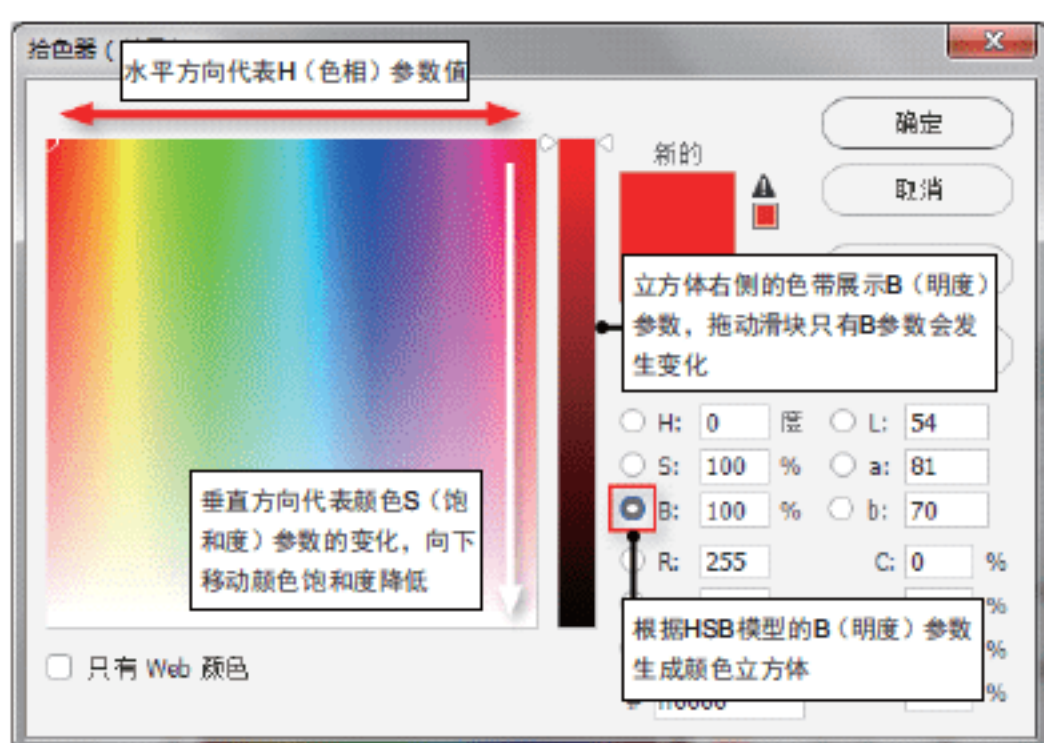 拾色器（
水平方向代表H（色相）参数值
确定
新的
取消
立方体右侧的色带展示B（明度）
参数，拖动滑块只有B参数会发
生变化
H: 0 度 L: 54
S: 100 % a: 81
垂直方向代表颜色S（饱
和度）参数的变化，向下
移动颜色饱和度降低
B: 100 % b: 70
R: 255 C: 0 %
%
根据HSB模型的B（明度）参数
生成颜色立方体
%
只有 Web 颜色
%